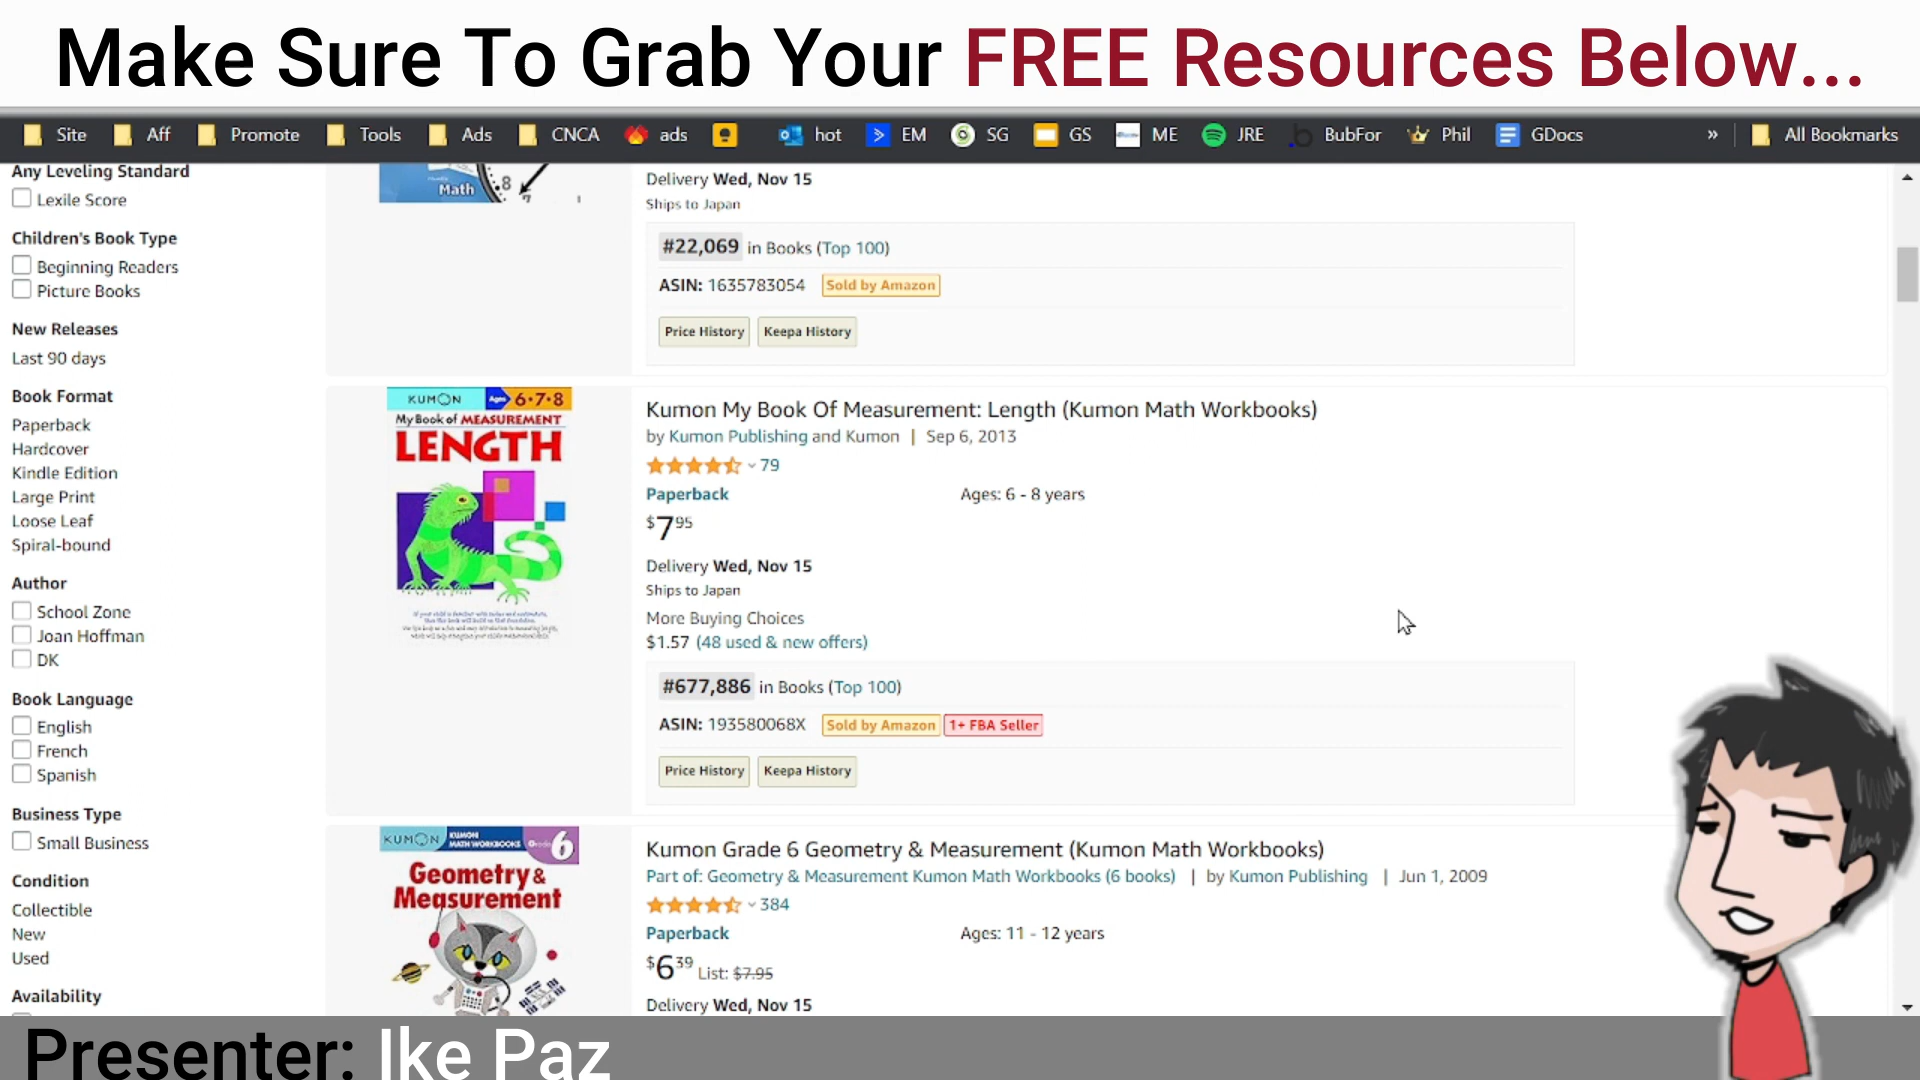 Make Sure To Grab Your FREE Resources Below...
Site Aff Promote Tools Ads CNCA ads hot EM SG GS ME JRE BubFor Phil GDocs » All Bookmarks
Any Leveling Standard
Lexile Score
Children's Book Type
Beginning Readers
Picture Books
New Releases
Last 90 days
Book Format
Paperback
Hardcover
Kindle Edition
Large Print
Loose Leaf
Spiral-bound
Author
School Zone
Joan Hoffman
DK
Book Language
English
French
Spanish
Business Type
Small Business
Condition
Collectible
New
Used
Availability
Math
8
Delivery Wed, Nov 15
Ships to Japan
#22,069 in Books (Top 100)
ASIN: 1635783054 Sold by Amazon
Price History Keepa History
KUMON Ages 6·7·8
My Book of MEASUREMENT
LENGTH
Kumon My Book Of Measurement: Length (Kumon Math Workbooks)
by Kumon Publishing and Kumon | Sep 6, 2013
79
Paperback Ages: 6 - 8 years
$7 95
Delivery Wed, Nov 15
Ships to Japan
More Buying Choices
$1.57 (48 used & new offers)
#677,886 in Books (Top 100)
ASIN: 193580068X Sold by Amazon 1+ FBA Seller
Price History Keepa History
KUMON KUMON MATH WORKBOOKS Grade 6
Geometry &
Measurement
Kumon Grade 6 Geometry & Measurement (Kumon Math Workbooks)
Part of: Geometry & Measurement Kumon Math Workbooks (6 books) | by Kumon Publishing | Jun 1, 2009
384
Paperback Ages: 11 - 12 years
$6 39 List: $7.95
Delivery Wed, Nov 15
Presenter: Ike Paz